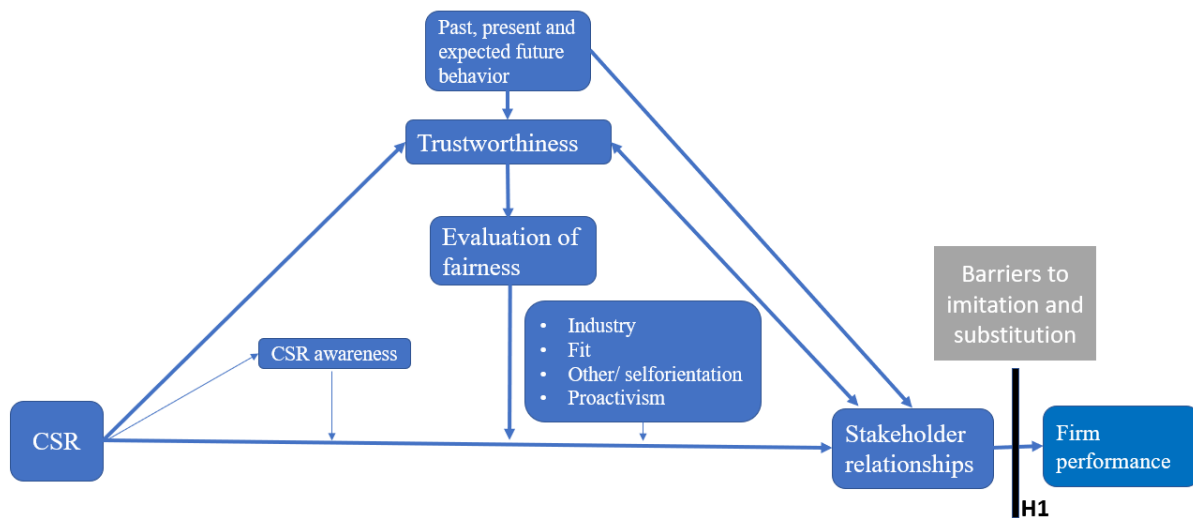 Past, present and
expected future
behavior
Trustworthiness
Evaluation of
fairness
Barriers to
imitation and
substitution
• Industry
• Fit
• Other/ selforientation
• Proactivism
CSR awareness
CSR
Stakeholder
relationships
Firm
performance
H1